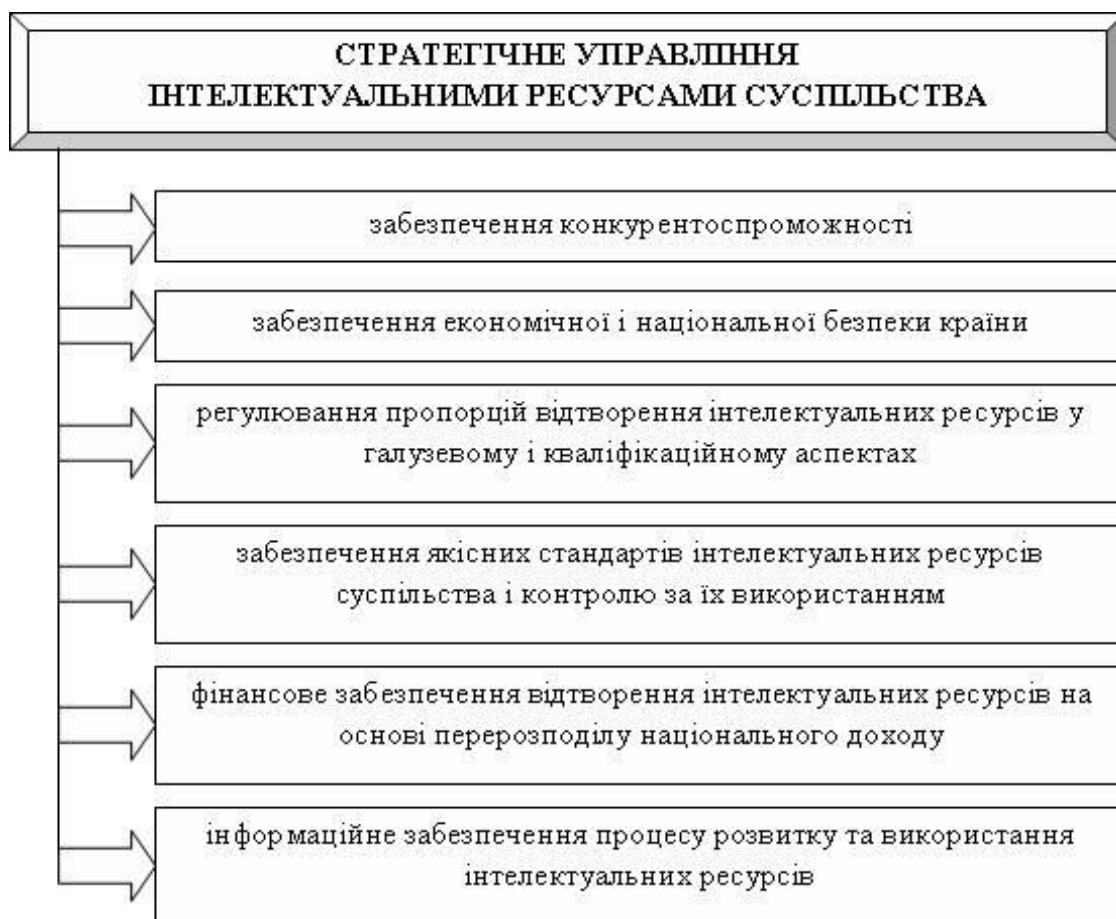 СТРАТЕГІЧНЕ УПРАВЛІННЯ
ІНТЕЛЕКТУАЛЬНИМИ РЕСУРСАМИ СУСПІЛЬСТВА
забезпечення конкурентоспроможності
забезпечення економічної і національної безпеки країни
регулювання пропорцій відтворення інтелектуальних ресурсів у
галузевому і кваліфікаційному аспектах
забезпечення якісних стандартів інтелектуальних ресурсів
суспільства і контролю за їх використанням
фінансове забезпечення відтворення інтелектуальних ресурсів на
основі перерозподілу національного доходу
інформаційне забезпечення процесу розвитку та використання
інтелектуальних ресурсів